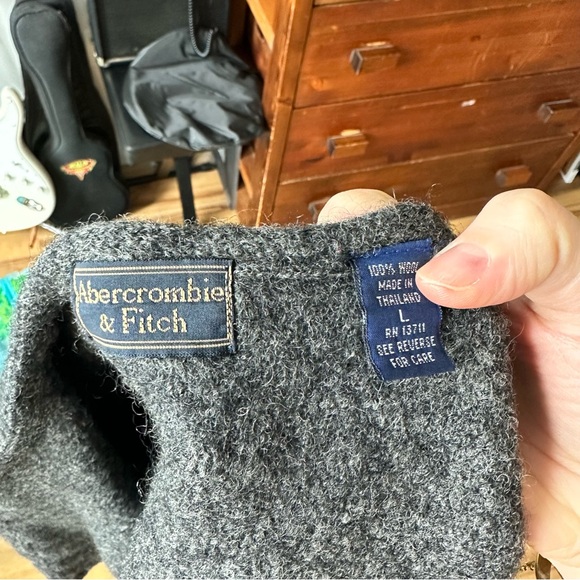 Abercrombie
& Fitch
100% WOOL
MADE IN
THAILAND
L
RN 13711
SEE REVERSE
FOR CARE